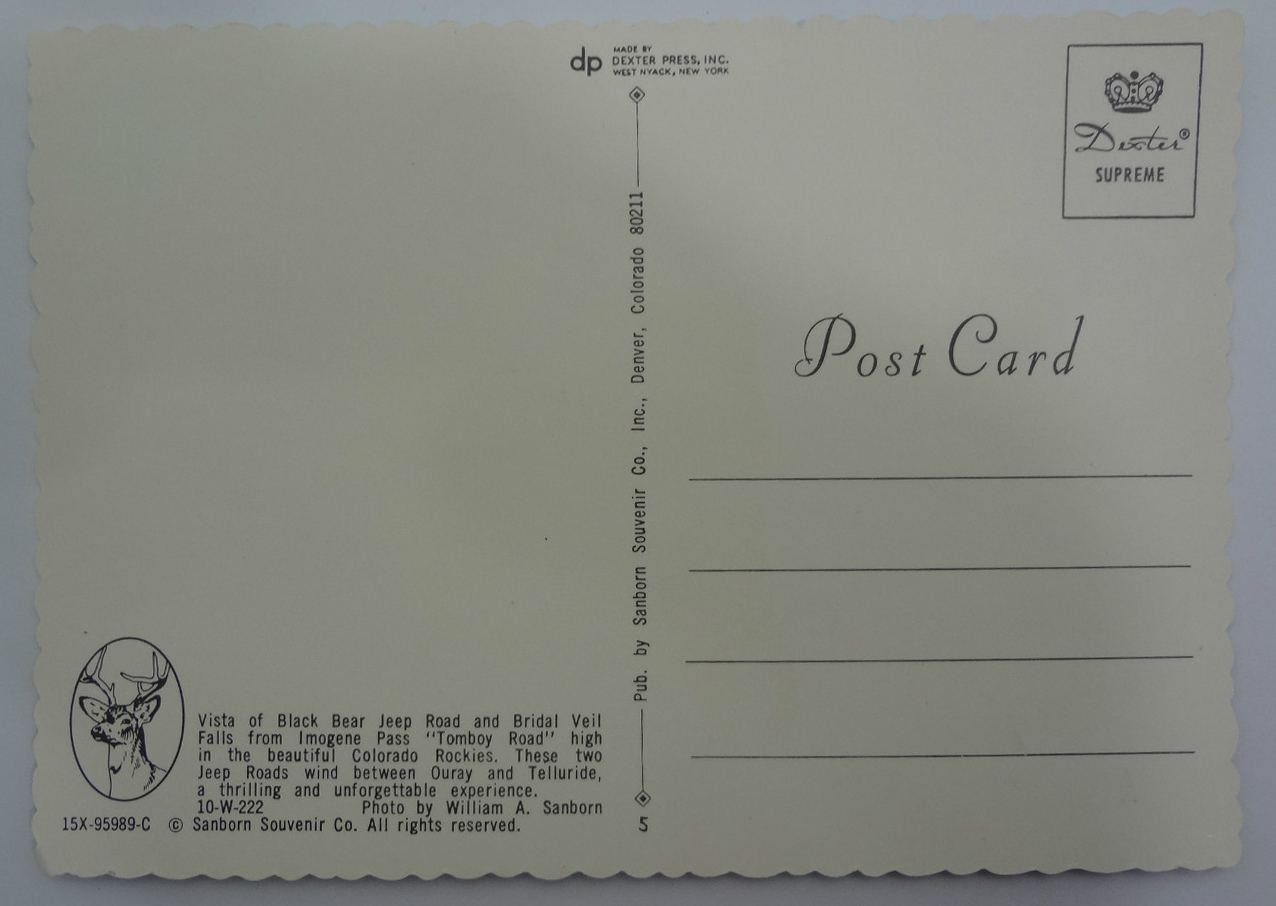 dp
MADE BY
DEXTER PRESS, INC.
WEST NYACK, NEW YORK
Dexter®
SUPREME
Post Card
Pub. by Sanborn Souvenir Co., Inc., Denver, Colorado 80211
Vista of Black Bear Jeep Road and Bridal Veil
Falls from Imogene Pass "Tomboy Road" high
in the beautiful Colorado Rockies. These two
Jeep Roads wind between Ouray and Telluride,
a thrilling and unforgettable experience.
10-W-222 Photo by William A. Sanborn
15X-95989-C © Sanborn Souvenir Co. All rights reserved.
5